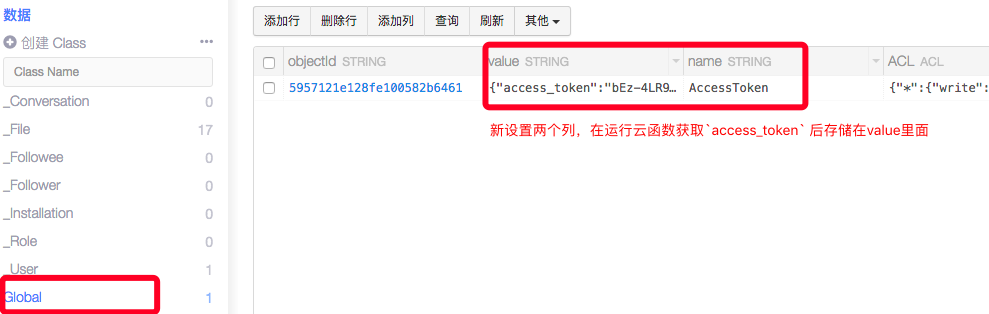 数据
创建 Class
Class Name
_Conversation 0
_File 17
_Followee 0
_Follower 0
_Installation 0
_Role 0
_User 1
Global 1
添加行 删除行 添加列 查询 刷新 其他
objectId STRING value STRING name STRING ACL ACL
5957121e128fe100582b6461 {"access_token":"bEz-4LR9… AccessToken {"*":{"write":
新设置两个列，在运行云函数获取`access_token` 后存储在value里面